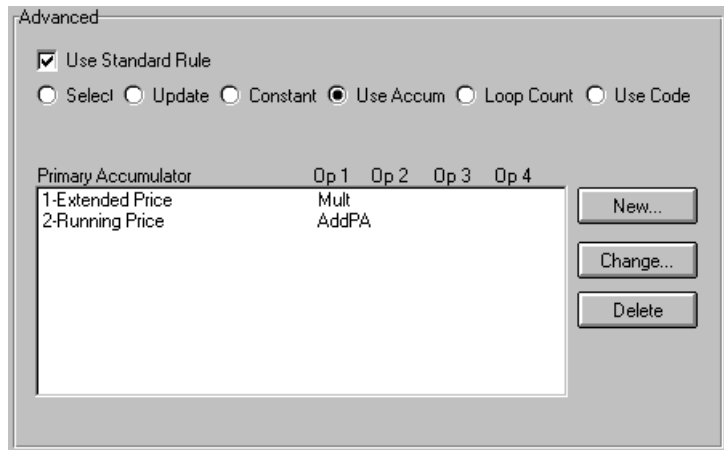 Advanced
Use Standard Rule
Select Update Constant Use Accum Loop Count Use Code
Primary Accumulator Op 1 Op 2 Op 3 Op 4
1-Extended Price Mult
2-Running Price AddPA
New...
Change...
Delete